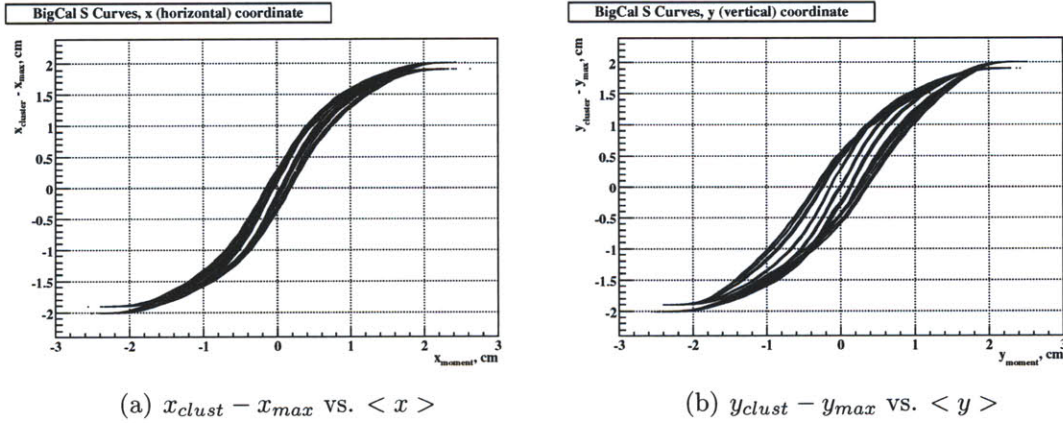 BigCal S Curves, x (horizontal) coordinate
x_cluster - x_max, cm
2
1.5
1
0.5
0
-0.5
-1
-1.5
-2
-3 -2 -1 0 1 2 3
x_moment, cm
(a) x_clust − x_max vs. < x >
BigCal S Curves, y (vertical) coordinate
y_cluster - y_max, cm
2
1.5
1
0.5
0
-0.5
-1
-1.5
-2
-3 -2 -1 0 1 2 3
y_moment, cm
(b) y_clust − y_max vs. < y >